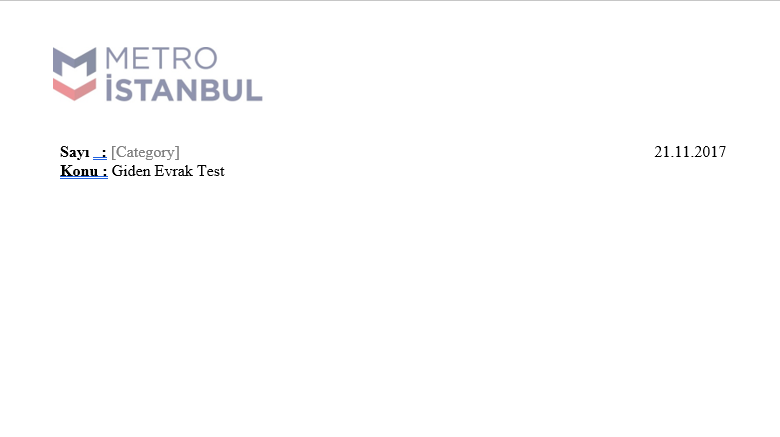 METRO
İSTANBUL
Sayı : [Category] 21.11.2017
Konu : Giden Evrak Test